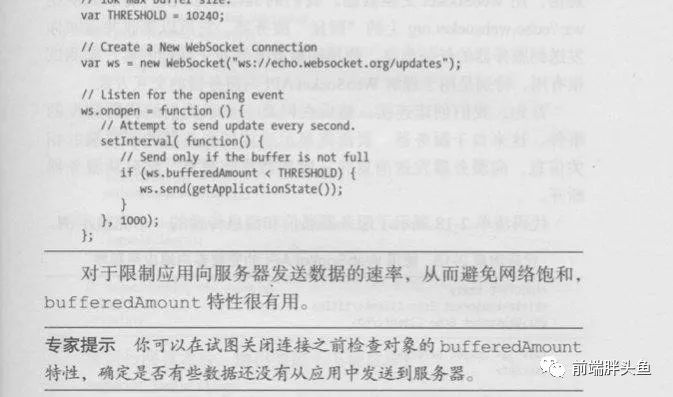 // 10k max buffer size.
var THRESHOLD = 10240;
// Create a New WebSocket connection
var ws = new WebSocket("ws://echo.websocket.org/updates");
// Listen for the opening event
ws.onopen = function () {
// Attempt to send update every second.
setInterval( function() {
// Send only if the buffer is not full
if (ws.bufferedAmount < THRESHOLD) {
ws.send(getApplicationState());
}
}, 1000);
};
对于限制应用向服务器发送数据的速率，从而避免网络饱和，
bufferedAmount 特性很有用。
专家提示 你可以在试图关闭连接之前检查对象的 bufferedAmount
特性，确定是否有些数据还没有从应用中发送到服务器。
前端胖头鱼